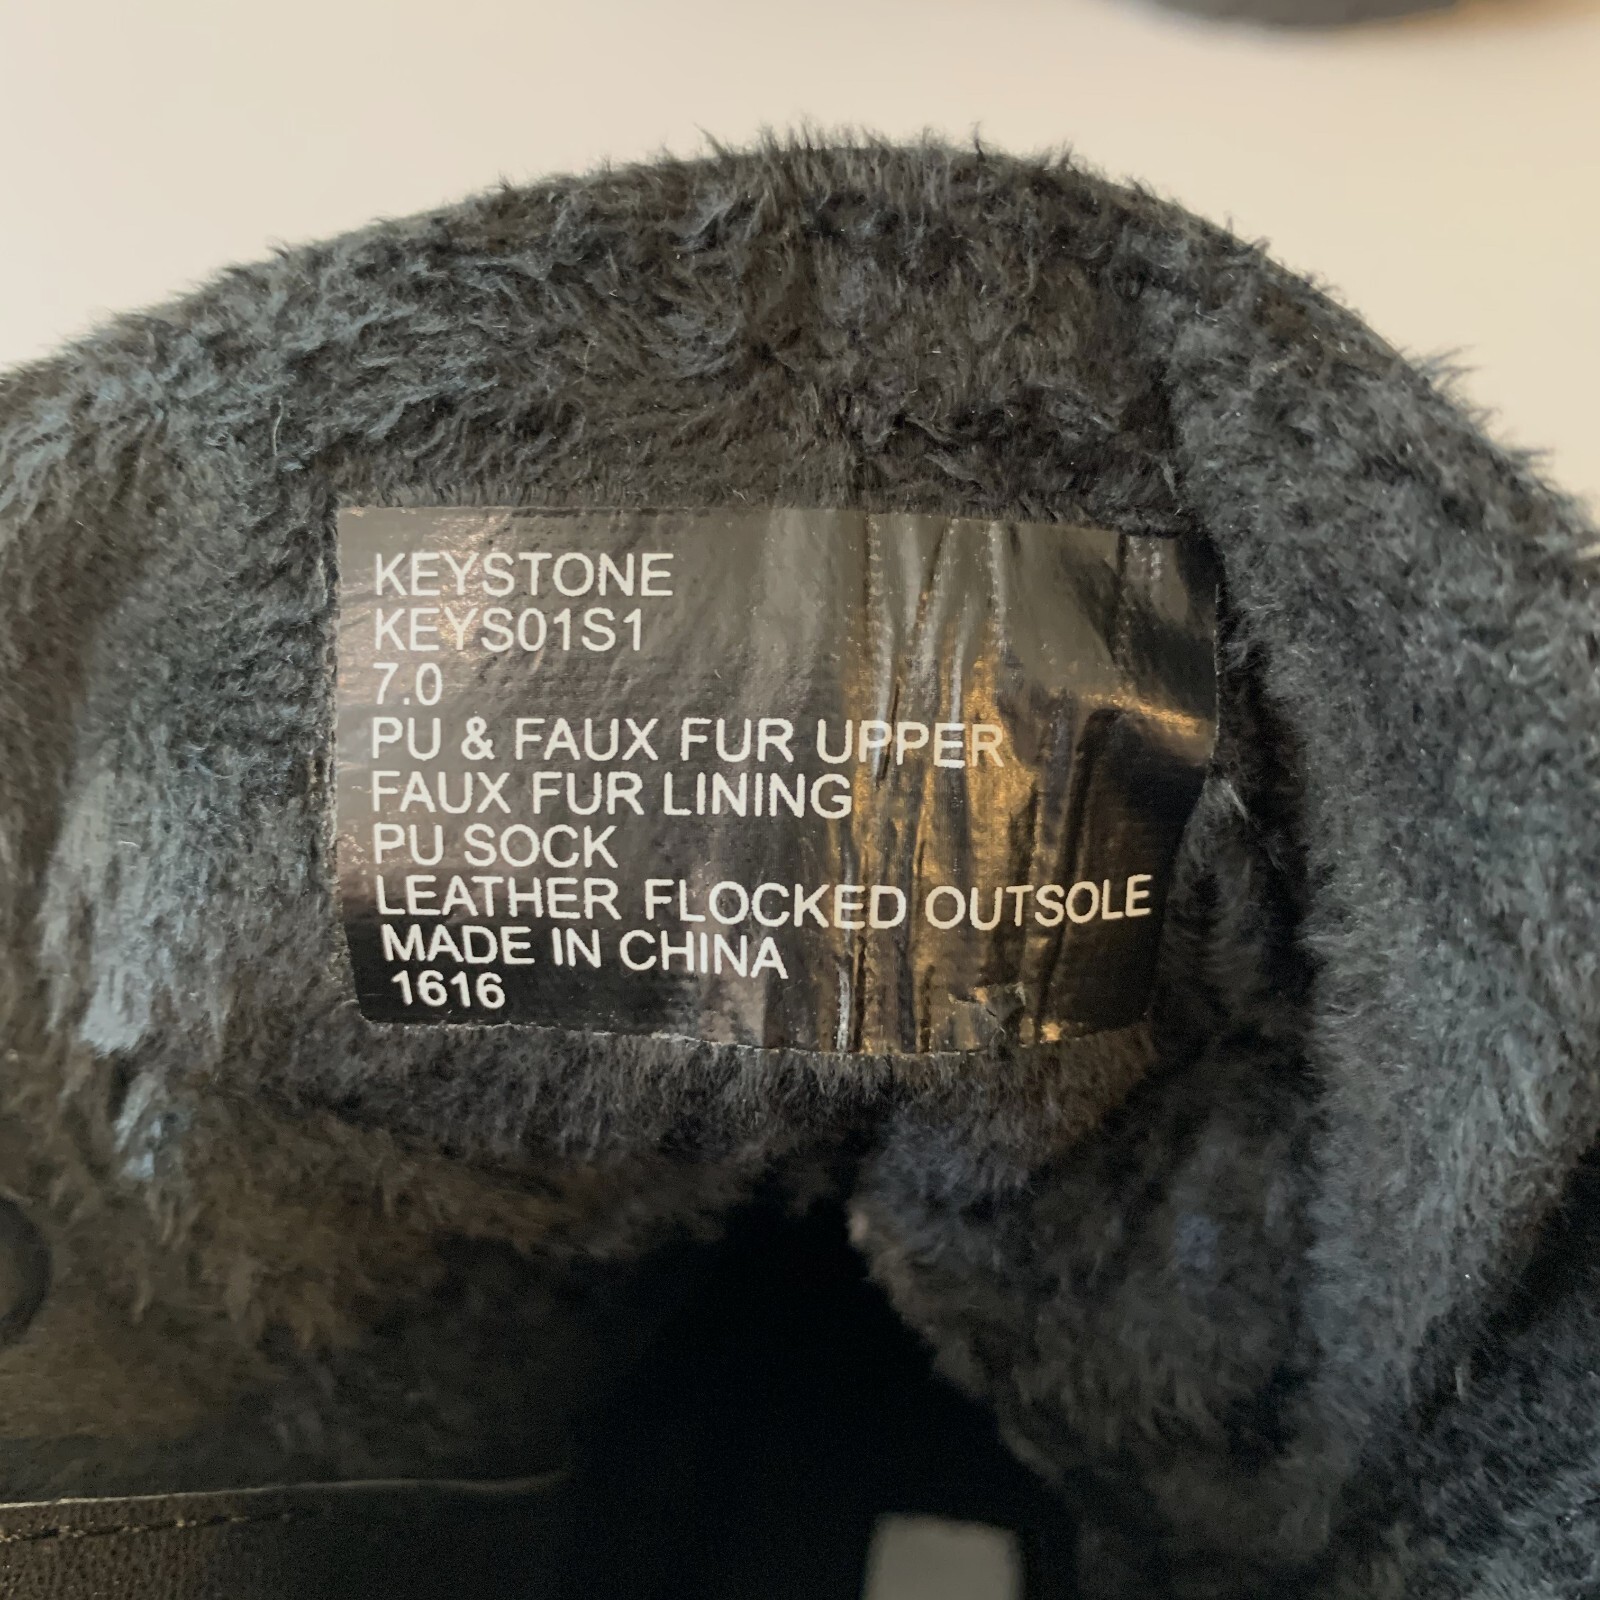 KEYSTONE
KEYS01S1
7.0
PU & FAUX FUR UPPER
FAUX FUR LINING
PU SOCK
LEATHER FLOCKED OUTSOLE
MADE IN CHINA
1616